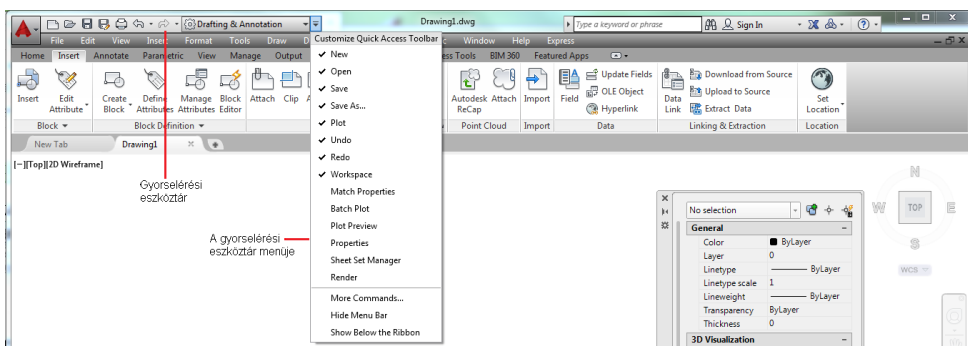 Drafting & Annotation
Drawing1.dwg
Type a keyword or phrase
Sign In
File Edit View Insert Format Tools Draw
Window Help Express
Home Insert Annotate Parametric View Manage Output
ss Tools BIM 360 Featured Apps
Insert
Edit Attribute
Create Block
Define Attributes
Manage Attributes
Block Editor
Attach
Clip
Autodesk ReCap
Attach
Import
Field
Update Fields
OLE Object
Hyperlink
Data Link
Download from Source
Upload to Source
Extract Data
Set Location
Block
Block Definition
Point Cloud
Import
Data
Linking & Extraction
Location
New Tab
Drawing1
[−][Top][2D Wireframe]
Customize Quick Access Toolbar
New
Open
Save
Save As...
Plot
Undo
Redo
Workspace
Match Properties
Batch Plot
Plot Preview
Properties
Sheet Set Manager
Render
More Commands...
Hide Menu Bar
Show Below the Ribbon
Gyorselérési
eszköztár
A gyorselérési
eszköztár menüje
No selection
General
Color ByLayer
Layer 0
Linetype ByLayer
Linetype scale 1
Lineweight ByLayer
Transparency ByLayer
Thickness 0
3D Visualization
N
W
TOP
E
S
WCS